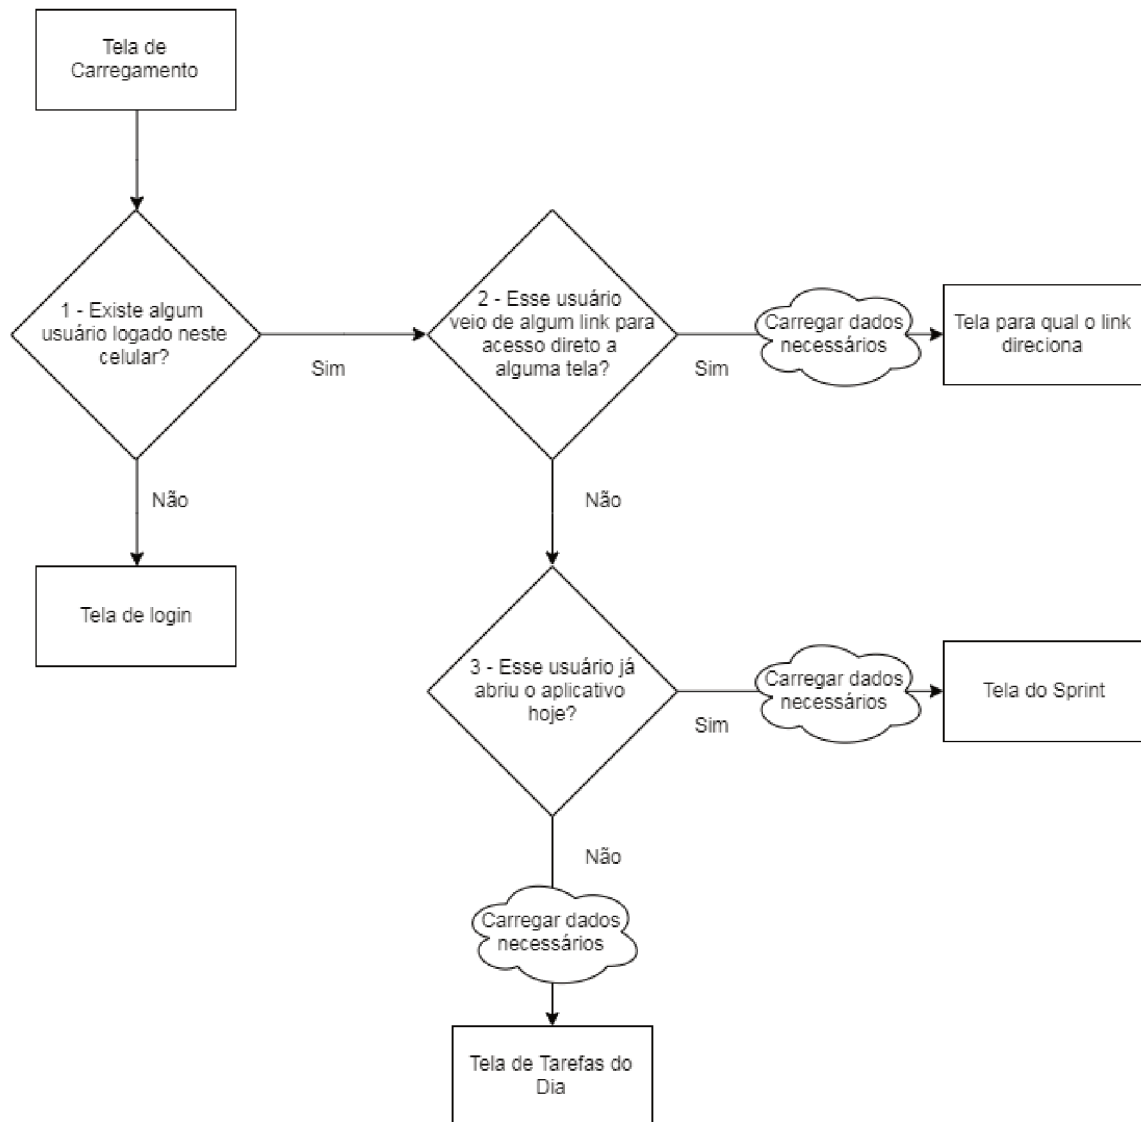 Tela de
Carregamento
1 - Existe algum
usuário logado neste
celular?
Sim
Não
Tela de login
2 - Esse usuário
veio de algum link para
acesso direto a
alguma tela?
Sim
Carregar dados
necessários
Tela para qual o link
direciona
Não
3 - Esse usuário já
abriu o aplicativo
hoje?
Sim
Carregar dados
necessários
Tela do Sprint
Não
Carregar dados
necessários
Tela de Tarefas do
Dia